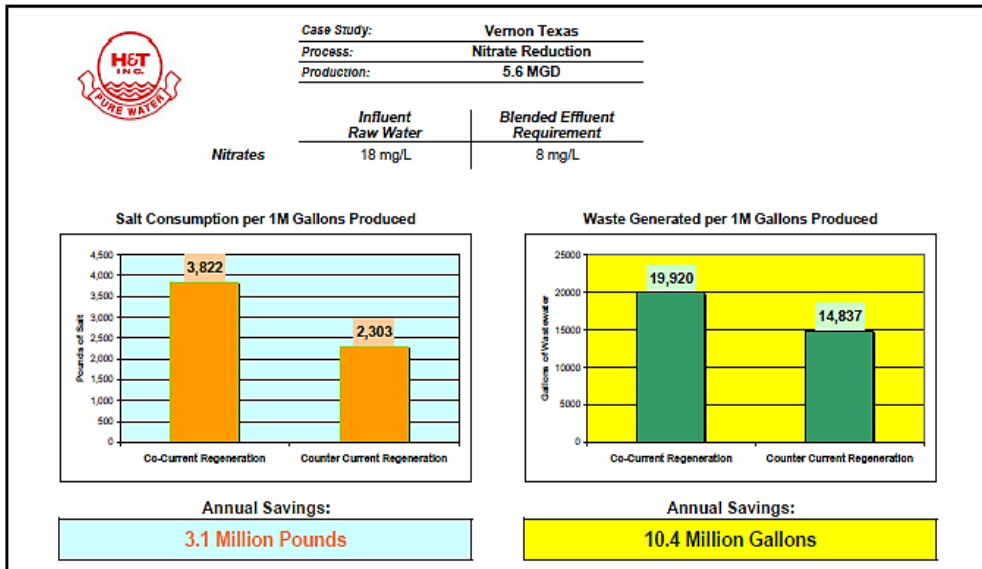 H&T
INC.
PURE WATER
Case Study: Vernon Texas
Process: Nitrate Reduction
Production: 5.6 MGD
Influent Raw Water
Blended Effluent Requirement
Nitrates 18 mg/L 8 mg/L
Salt Consumption per 1M Gallons Produced
Pounds of Salt
4,500
4,000
3,500
3,000
2,500
2,000
1,500
1,000
500
0
3,822
2,303
Co-Current Regeneration
Counter Current Regeneration
Annual Savings:
3.1 Million Pounds
Waste Generated per 1M Gallons Produced
Gallons of Wastewater
25000
20000
15000
10000
5000
0
19,920
14,837
Co-Current Regeneration
Counter Current Regeneration
Annual Savings:
10.4 Million Gallons